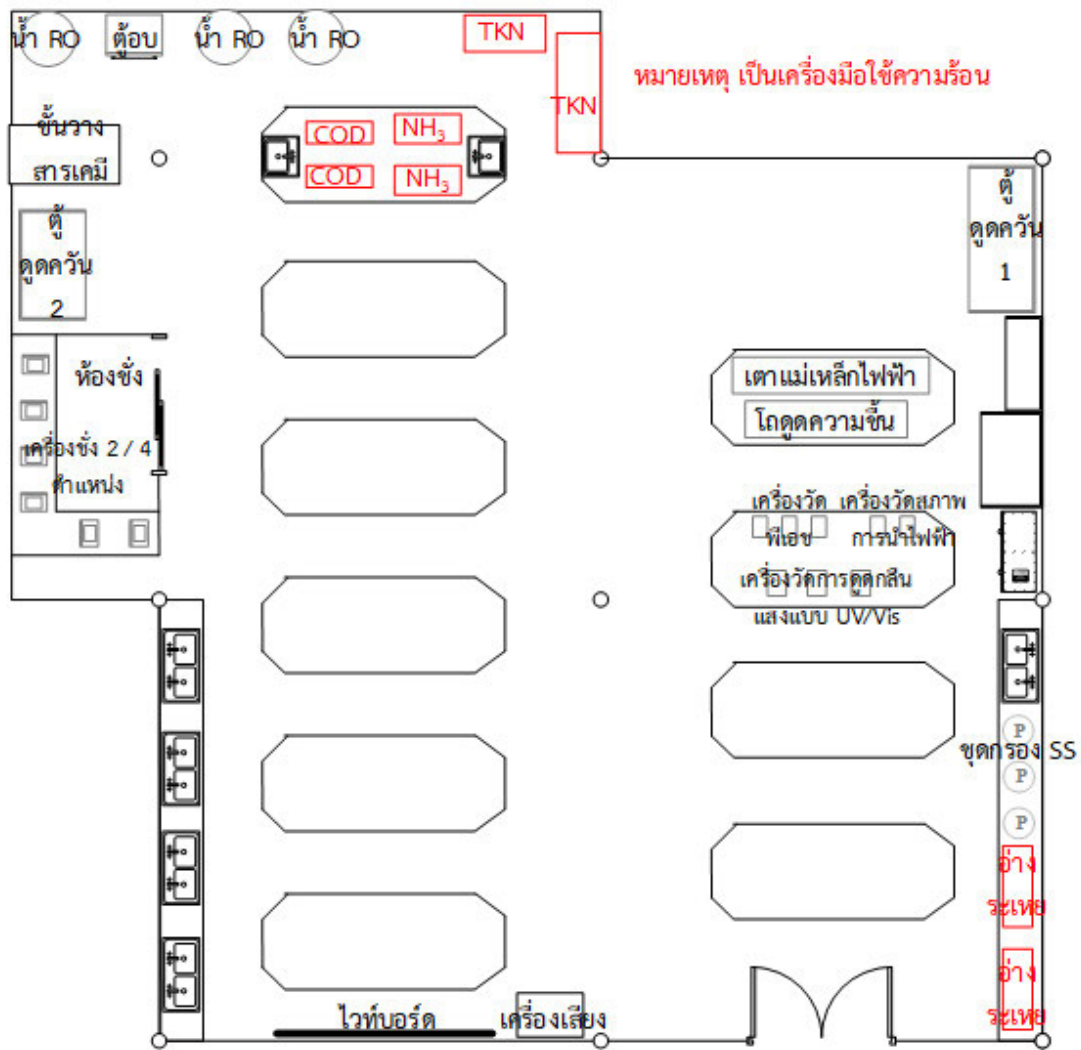 น้ำ RO
ตู้อบ
น้ำ RO
น้ำ RO
TKN
TKN
หมายเหตุ เป็นเครื่องมือใช้ความร้อน
ชั้นวาง
สารเคมี
COD
NH₃
COD
NH₃
ตู้
ดูดควัน
2
ตู้
ดูดควัน
1
ห้องชั่ง
เครื่องชั่ง 2 / 4
ตำแหน่ง
เตาแม่เหล็กไฟฟ้า
โถดูดความชื้น
เครื่องวัด
พีเอช
เครื่องวัดสภาพ
การนำไฟฟ้า
เครื่องวัดการดูดกลืน
แสงแบบ UV/Vis
P
ชุดกรอง SS
P
P
อ่าง
ระเหย
อ่าง
ระเหย
ไวท์บอร์ด
เครื่องเสียง